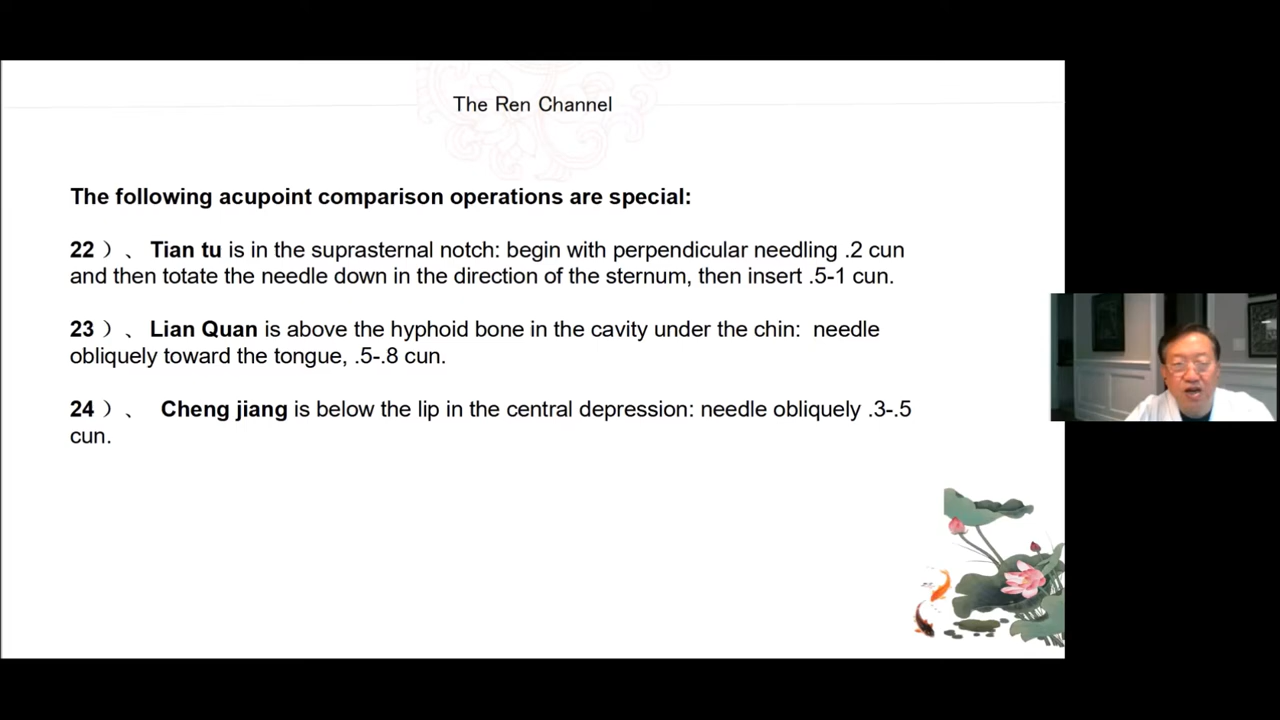 The Ren Channel
The following acupoint comparison operations are special:
22）、 Tian tu is in the suprasternal notch: begin with perpendicular needling .2 cun
and then totate the needle down in the direction of the sternum, then insert .5-1 cun.
23）、 Lian Quan is above the hyphoid bone in the cavity under the chin:  needle
obliquely toward the tongue, .5-.8 cun.
24）、 Cheng jiang is below the lip in the central depression: needle obliquely .3-.5
cun.